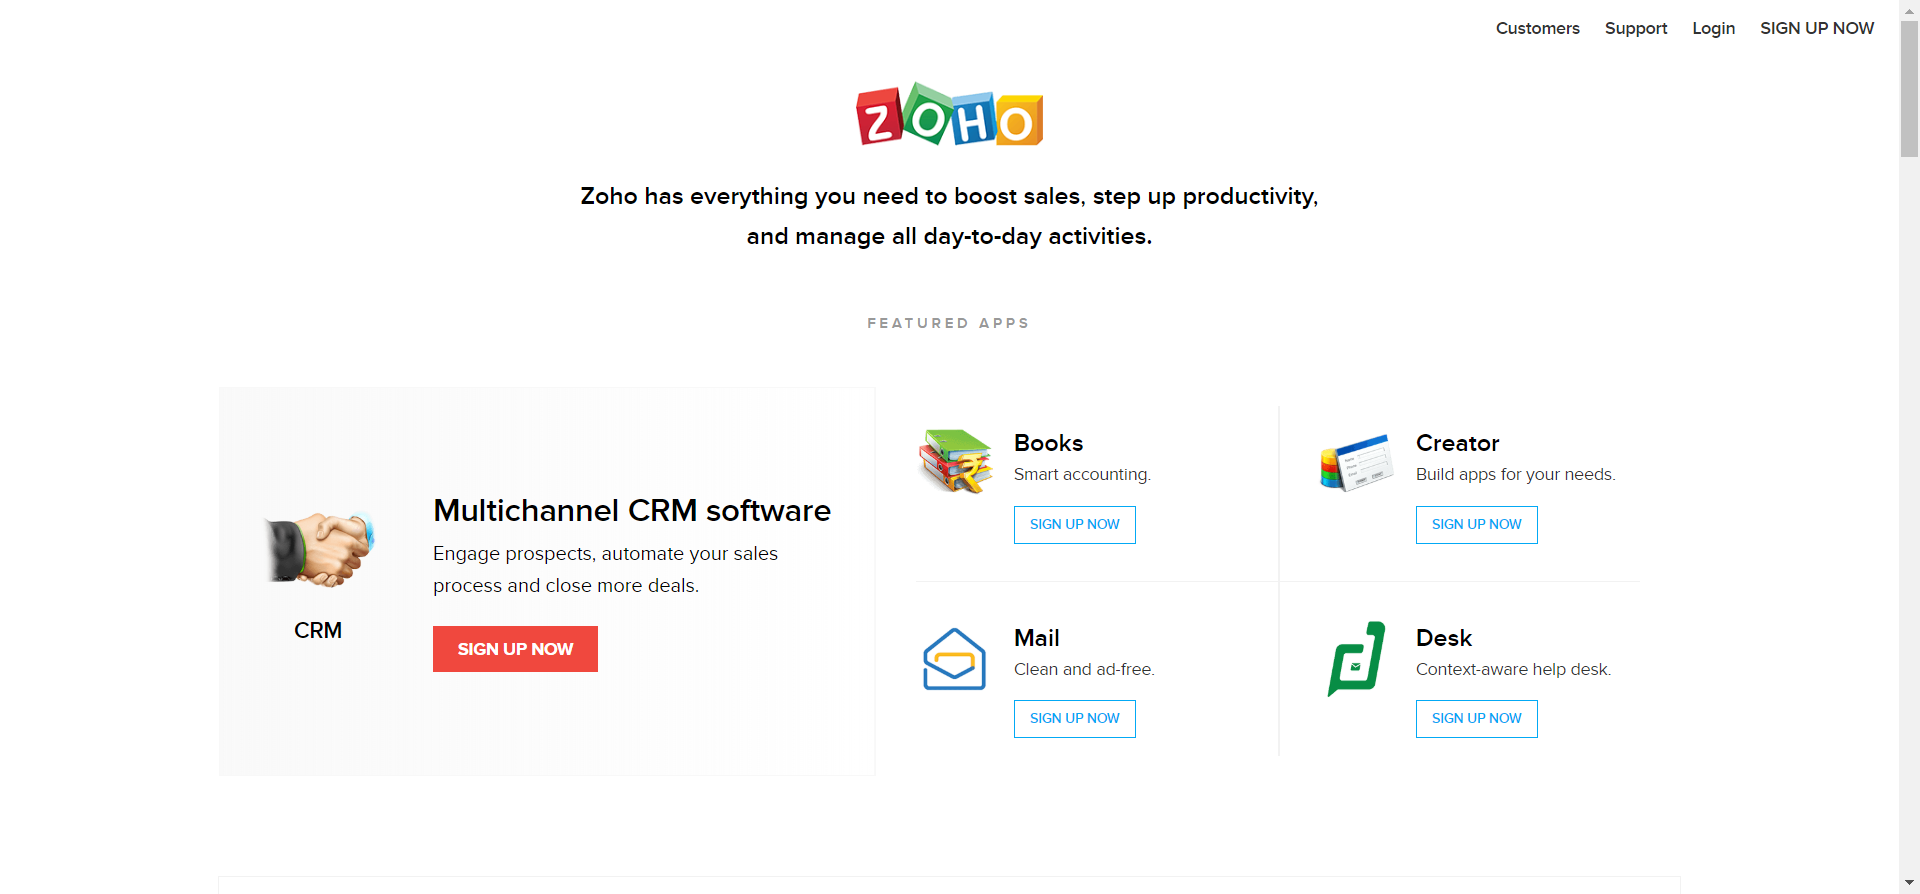 Customers Support Login SIGN UP NOW
ZOHO
Zoho has everything you need to boost sales, step up productivity,
and manage all day-to-day activities.
FEATURED APPS
CRM
Multichannel CRM software
Engage prospects, automate your sales
process and close more deals.
SIGN UP NOW
Books
Smart accounting.
SIGN UP NOW
Creator
Build apps for your needs.
SIGN UP NOW
Mail
Clean and ad-free.
SIGN UP NOW
Desk
Context-aware help desk.
SIGN UP NOW